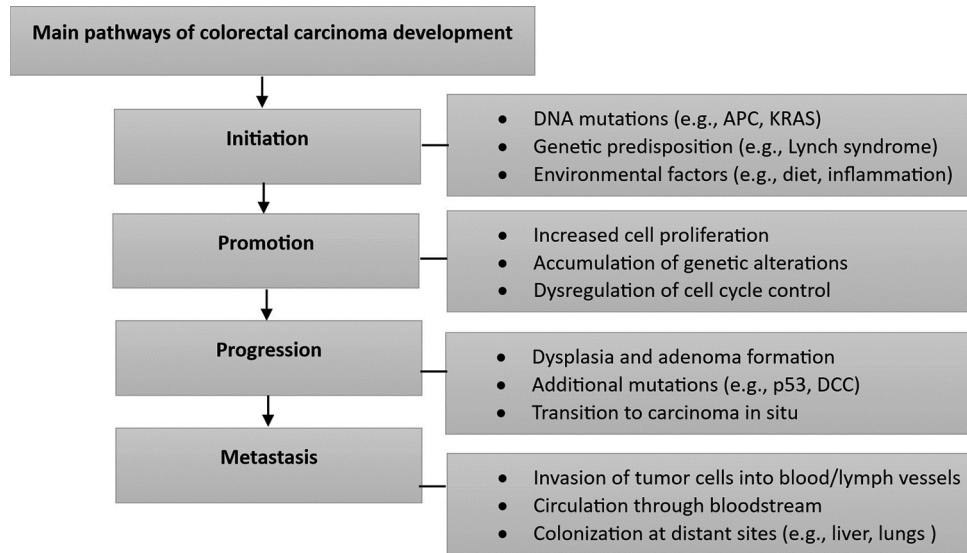 Main pathways of colorectal carcinoma development
Initiation
• DNA mutations (e.g., APC, KRAS)
• Genetic predisposition (e.g., Lynch syndrome)
• Environmental factors (e.g., diet, inflammation)
Promotion
• Increased cell proliferation
• Accumulation of genetic alterations
• Dysregulation of cell cycle control
Progression
• Dysplasia and adenoma formation
• Additional mutations (e.g., p53, DCC)
• Transition to carcinoma in situ
Metastasis
• Invasion of tumor cells into blood/lymph vessels
• Circulation through bloodstream
• Colonization at distant sites (e.g., liver, lungs )